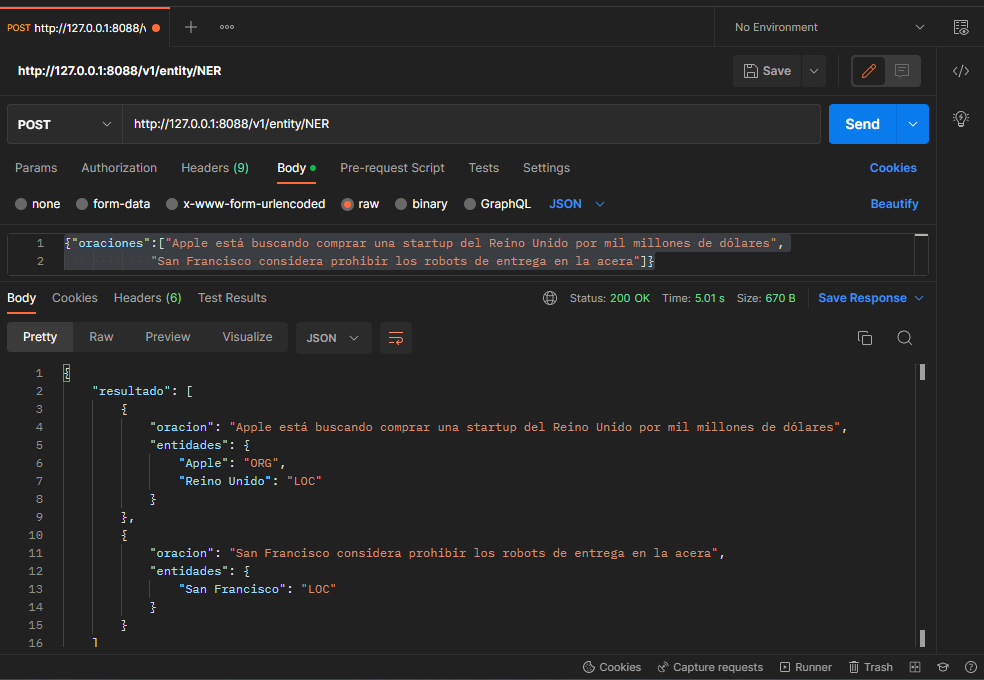 POST http://127.0.0.1:8088/v
No Environment
http://127.0.0.1:8088/v1/entity/NER
Save
POST
http://127.0.0.1:8088/v1/entity/NER
Send
Params Authorization Headers (9) Body Pre-request Script Tests Settings Cookies
none form-data x-www-form-urlencoded raw binary GraphQL JSON Beautify
1 {"oraciones":["Apple está buscando comprar una startup del Reino Unido por mil millones de dólares",
2 "San Francisco considera prohibir los robots de entrega en la acera"]}
Body Cookies Headers (6) Test Results Status: 200 OK Time: 5.01 s Size: 670 B Save Response
Pretty Raw Preview Visualize JSON
1 {
2 "resultado": [
3 {
4 "oracion": "Apple está buscando comprar una startup del Reino Unido por mil millones de dólares",
5 "entidades": {
6 "Apple": "ORG",
7 "Reino Unido": "LOC"
8 }
9 },
10 {
11 "oracion": "San Francisco considera prohibir los robots de entrega en la acera",
12 "entidades": {
13 "San Francisco": "LOC"
14 }
15 }
16 ]
Cookies Capture requests Runner Trash